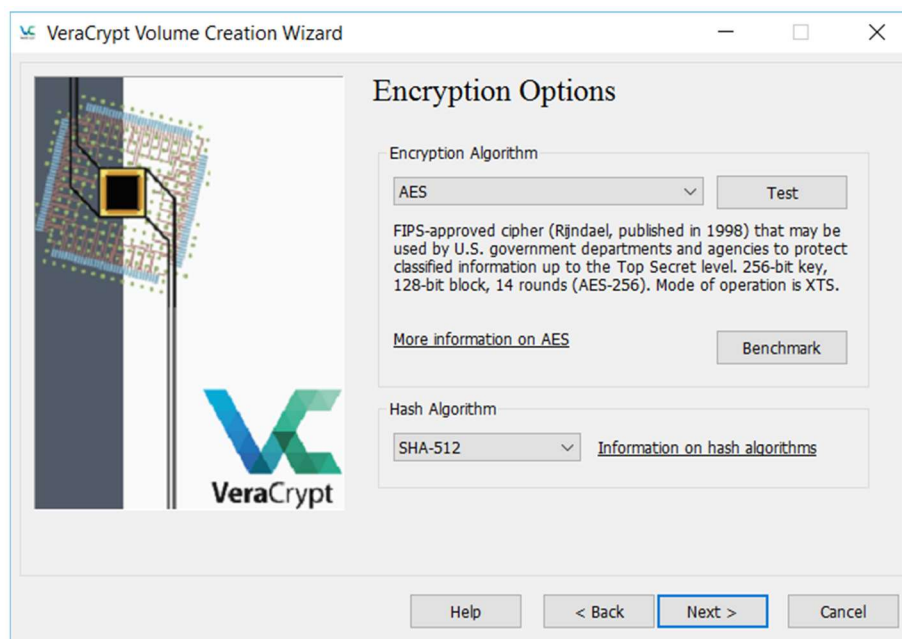 VeraCrypt Volume Creation Wizard
Encryption Options
Encryption Algorithm
AES
Test
FIPS-approved cipher (Rijndael, published in 1998) that may be
used by U.S. government departments and agencies to protect
classified information up to the Top Secret level. 256-bit key,
128-bit block, 14 rounds (AES-256). Mode of operation is XTS.
More information on AES
Benchmark
Hash Algorithm
SHA-512
Information on hash algorithms
VeraCrypt
Help
< Back
Next >
Cancel